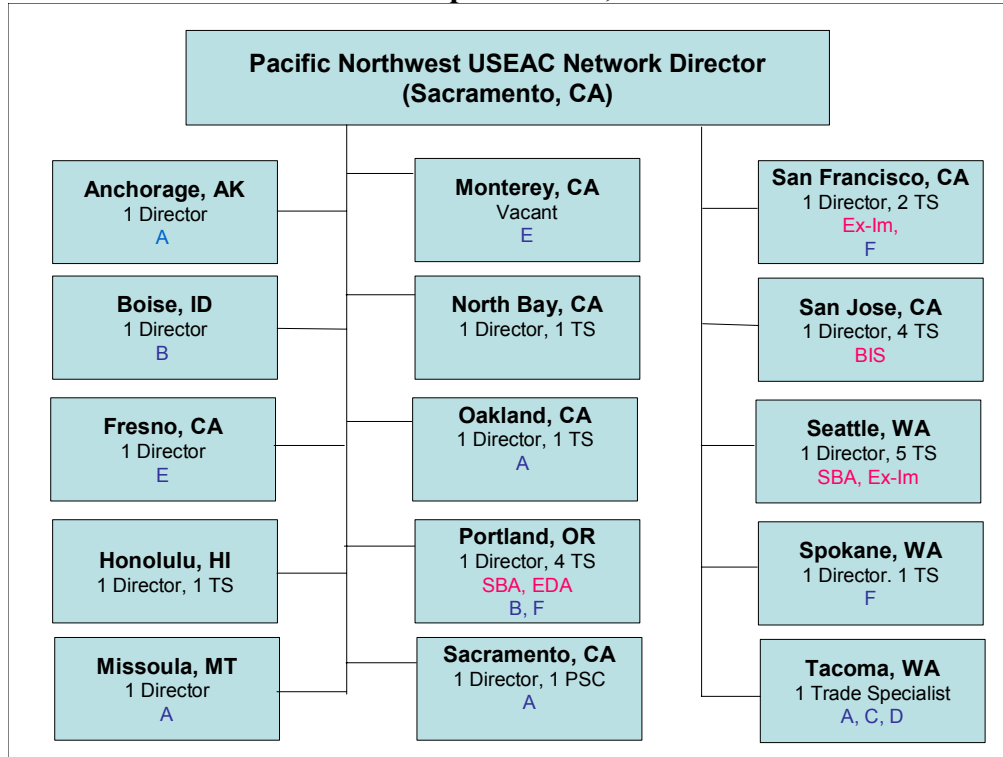 Pacific Northwest USEAC Network Director
(Sacramento, CA)
Anchorage, AK
1 Director
A
Boise, ID
1 Director
B
Fresno, CA
1 Director
E
Honolulu, HI
1 Director, 1 TS
Missoula, MT
1 Director
A
Monterey, CA
Vacant
E
North Bay, CA
1 Director, 1 TS
Oakland, CA
1 Director, 1 TS
A
Portland, OR
1 Director, 4 TS
SBA, EDA
B, F
Sacramento, CA
1 Director, 1 PSC
A
San Francisco, CA
1 Director, 2 TS
Ex-Im,
F
San Jose, CA
1 Director, 4 TS
BIS
Seattle, WA
1 Director, 5 TS
SBA, Ex-Im
Spokane, WA
1 Director. 1 TS
F
Tacoma, WA
1 Trade Specialist
A, C, D